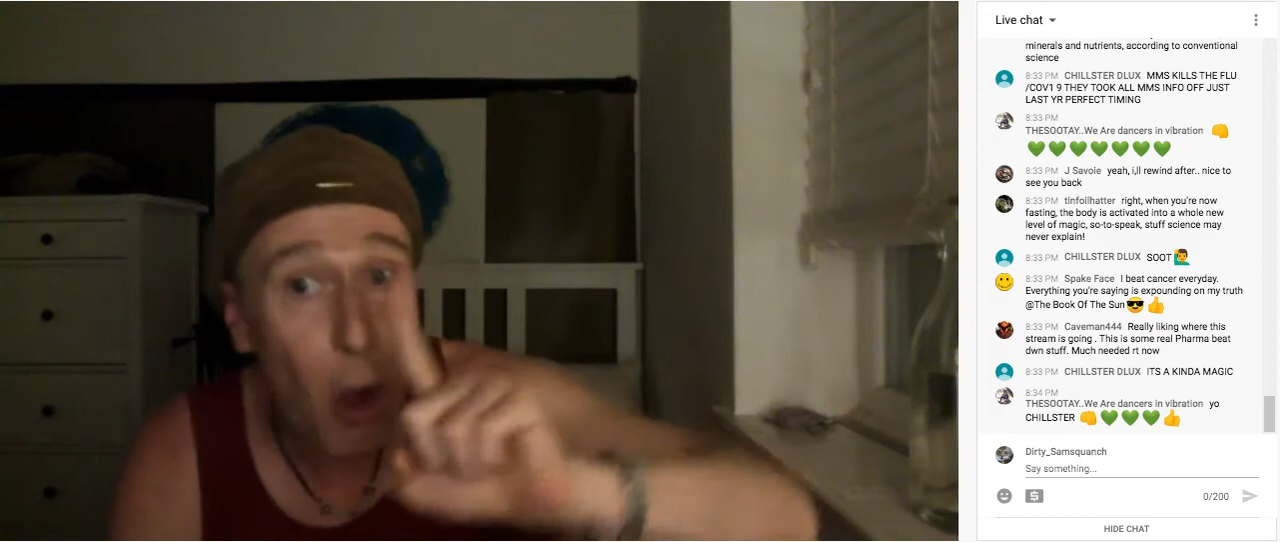 Live chat
minerals and nutrients, according to conventional
science
8:33 PM CHILLSTER DLUX MMS KILLS THE FLU
/COV1 9 THEY TOOK ALL MMS INFO OFF JUST
LAST YR PERFECT TIMING
8:33 PM
THESOOTAY..We Are dancers in vibration 👊
💚💚💚💚💚💚💚
8:33 PM J Savoie yeah, i,ll rewind after.. nice to
see you back
8:33 PM tinfoilhatter right, when you're now
fasting, the body is activated into a whole new
level of magic, so-to-speak, stuff science may
never explain!
8:33 PM CHILLSTER DLUX SOOT 🙋‍♂️
8:33 PM Spake Face I beat cancer everyday.
Everything you're saying is expounding on my truth
@The Book Of The Sun 😎 👍
8:33 PM Caveman444 Really liking where this
stream is going . This is some real Pharma beat
dwn stuff. Much needed rt now
8:33 PM CHILLSTER DLUX ITS A KINDA MAGIC
8:34 PM
THESOOTAY..We Are dancers in vibration yo
CHILLSTER 👊💚💚💚👍
Dirty_Samsquanch
Say something...
0/200
HIDE CHAT